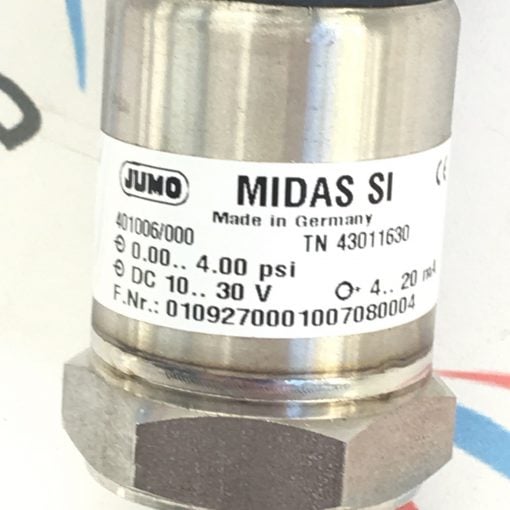 JUMO
MIDAS SI
CE
Made in Germany
401006/000
TN 43011630
0.00.. 4.00 psi
DC 10.. 30 V
4.. 20 mA
F.Nr.: 0109270001007080004